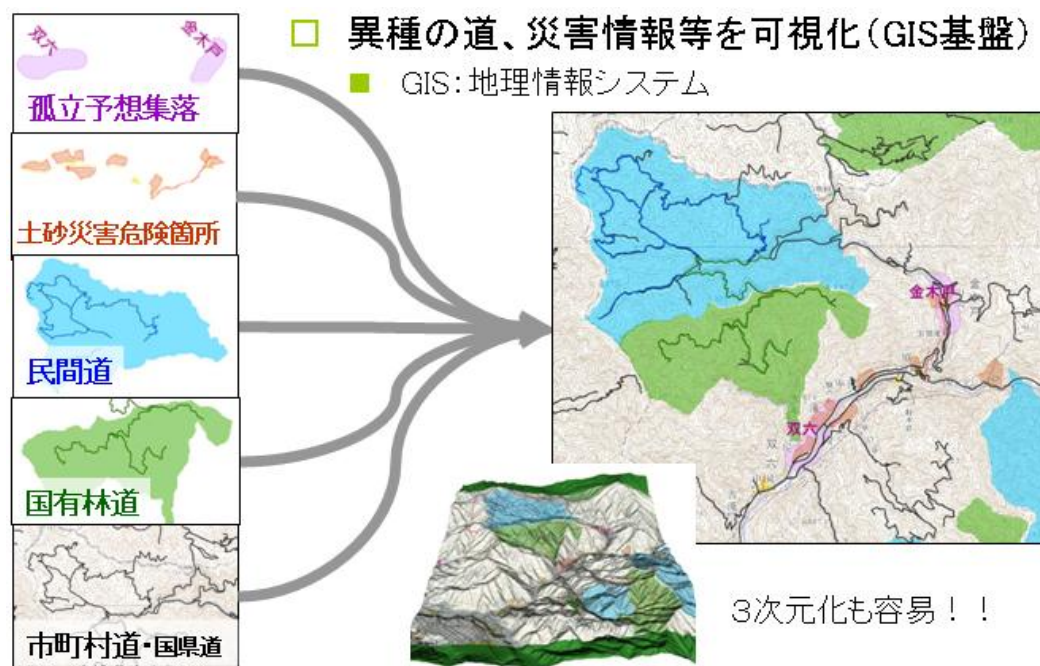 異種の道、災害情報等を可視化(GIS基盤)
GIS:地理情報システム
双六
金木戸
孤立予想集落
土砂災害危険箇所
民間道
国有林道
市町村道・国県道
金木戸
双六
3次元化も容易!!